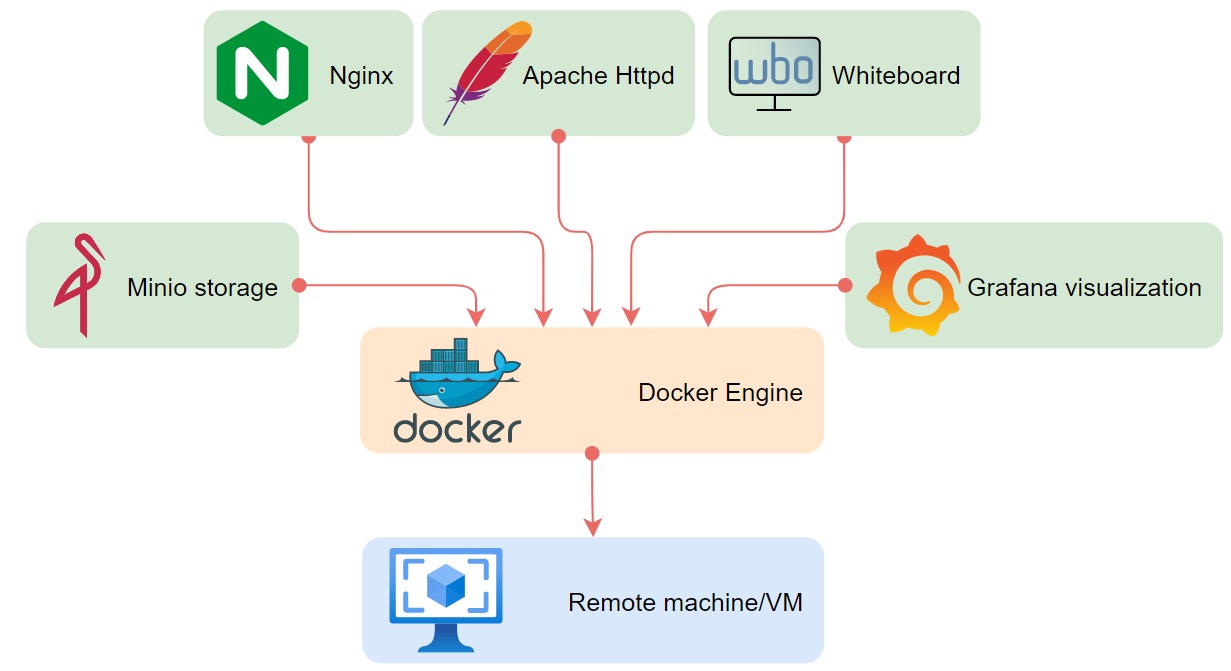 N
Nginx
Apache Httpd
wbo
Whiteboard
Minio storage
Grafana visualization
docker
Docker Engine
Remote machine/VM